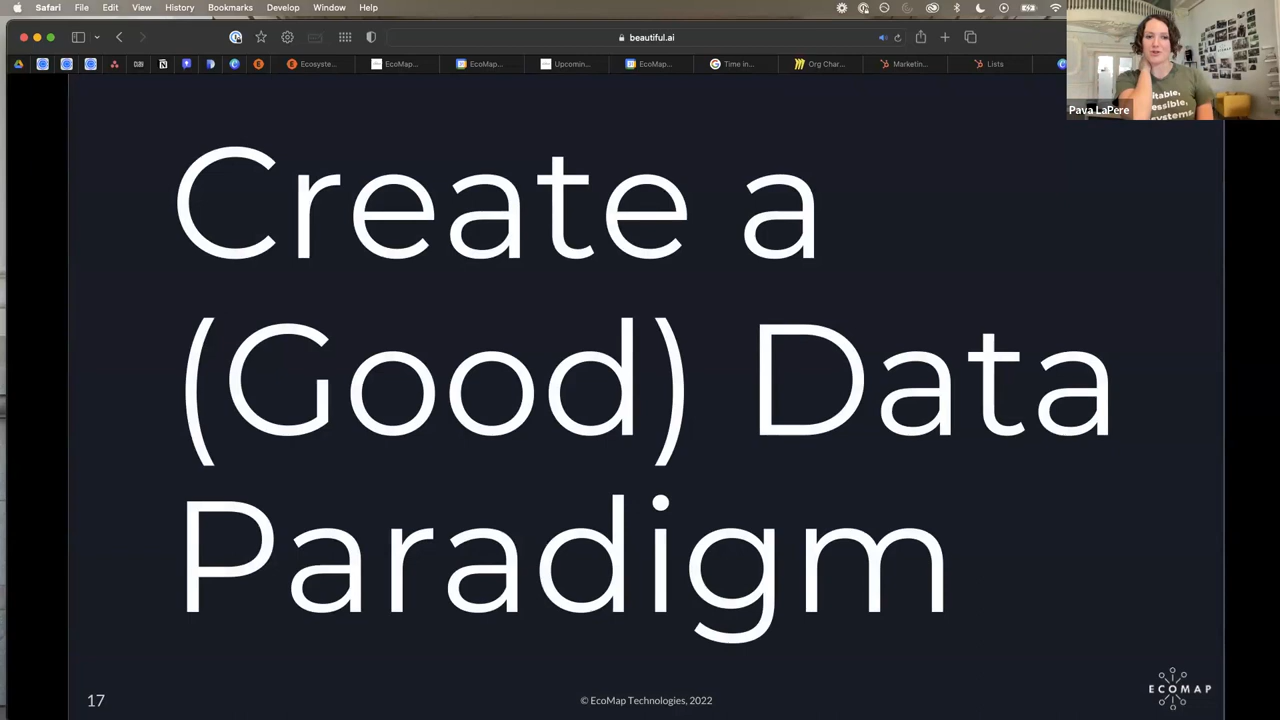 Safari File Edit View History Bookmarks Develop Window Help
beautiful.ai
Ecosyste... EcoMap... EcoMap... Upcomin... EcoMap... Time in... Org Char... Marketin... Lists
Pava LaPere
Create a
(Good) Data
Paradigm
17
© EcoMap Technologies, 2022
ECOMAP